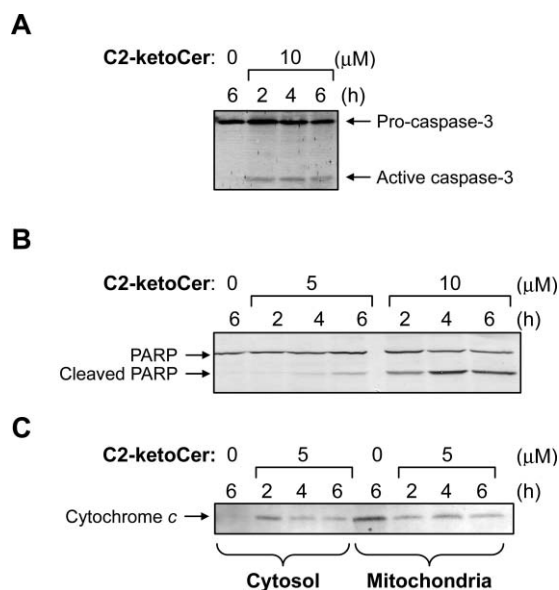 A
C2-ketoCer: 0 10 (μM)
6 2 4 6 (h)
Pro-caspase-3
Active caspase-3
B
C2-ketoCer: 0 5 10 (μM)
6 2 4 6 2 4 6 (h)
PARP
Cleaved PARP
C
C2-ketoCer: 0 5 0 5 (μM)
6 2 4 6 6 2 4 6 (h)
Cytochrome c
Cytosol Mitochondria